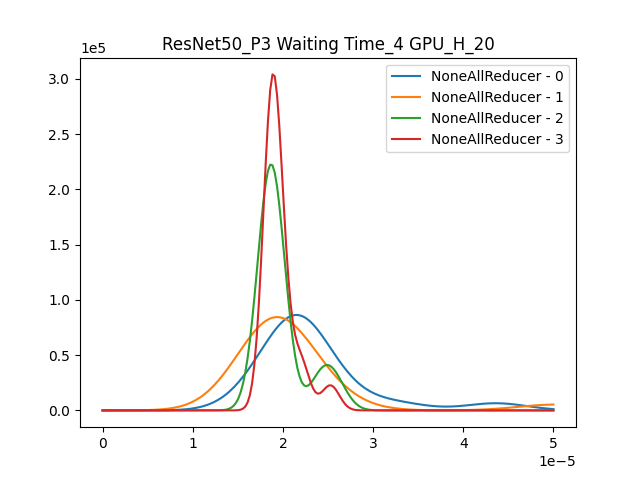 ResNet50_P3 Waiting Time_4 GPU_H_20
1e5
NoneAllReducer - 0
NoneAllReducer - 1
NoneAllReducer - 2
NoneAllReducer - 3
3.0
2.5
2.0
1.5
1.0
0.5
0.0
0 1 2 3 4 5
1e−5